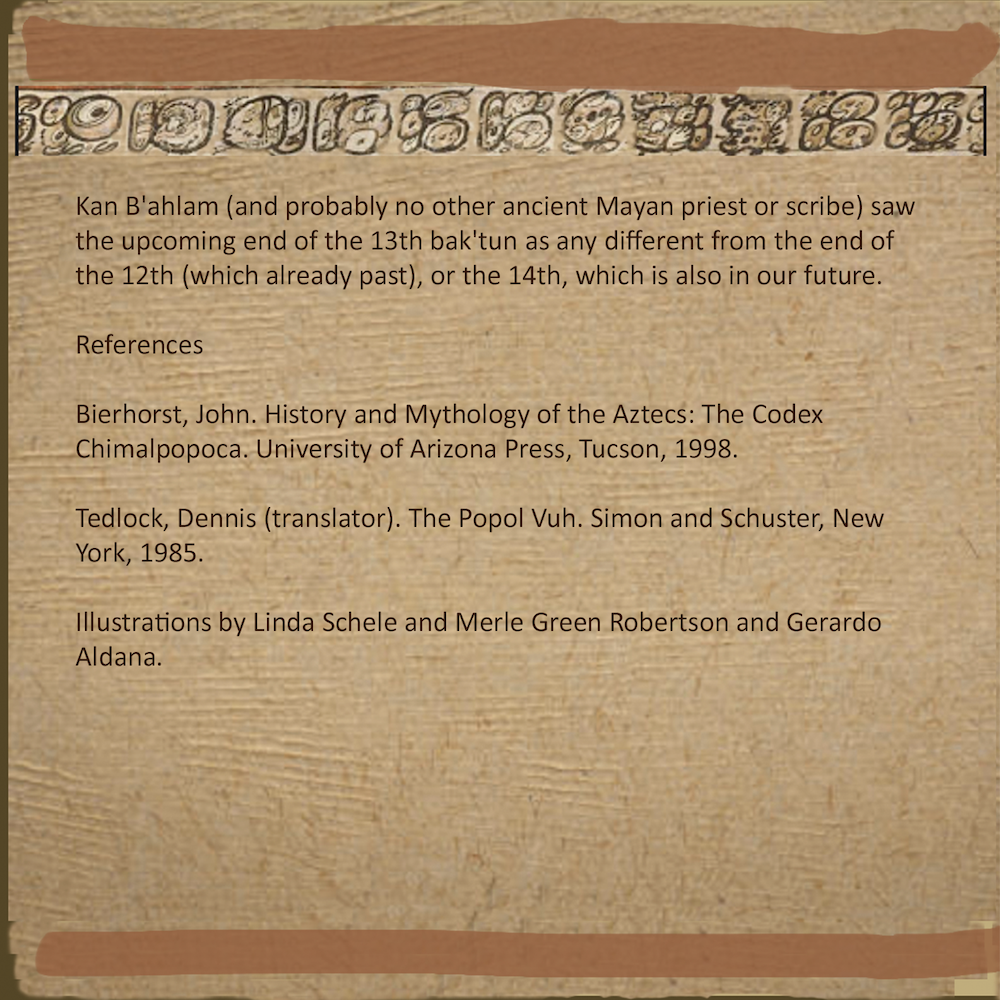 Kan B'ahlam (and probably no other ancient Mayan priest or scribe) saw
the upcoming end of the 13th bak'tun as any different from the end of
the 12th (which already past), or the 14th, which is also in our future.
References
Bierhorst, John. History and Mythology of the Aztecs: The Codex
Chimalpopoca. University of Arizona Press, Tucson, 1998.
Tedlock, Dennis (translator). The Popol Vuh. Simon and Schuster, New
York, 1985.
Illustrations by Linda Schele and Merle Green Robertson and Gerardo
Aldana.